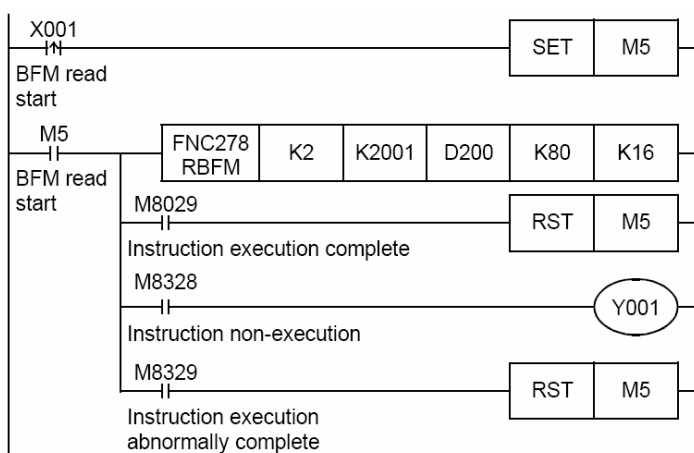 X001
SET M5
BFM read
start
M5
FNC278
RBFM K2 K2001 D200 K80 K16
BFM read
start
M8029
RST M5
Instruction execution complete
M8328
Y001
Instruction non-execution
M8329
RST M5
Instruction execution
abnormally complete